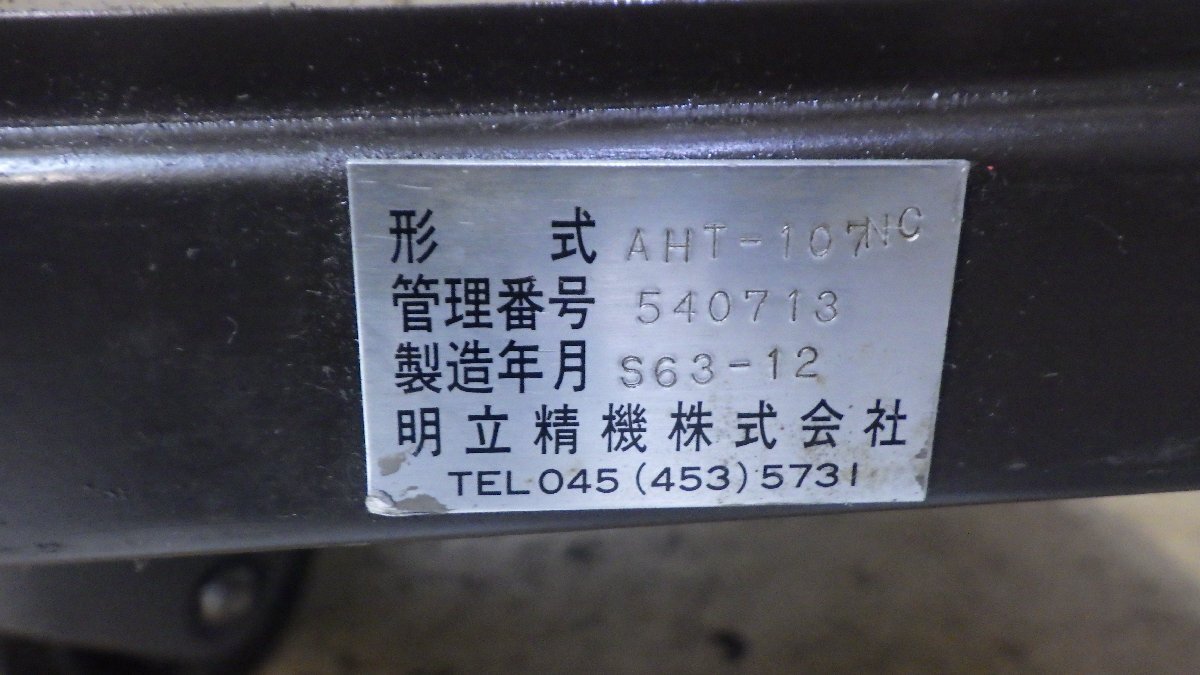 形式 AHT-107NC
管理番号 540713
製造年月 S63-12
明立精機株式会社
TEL 045 (453) 5731